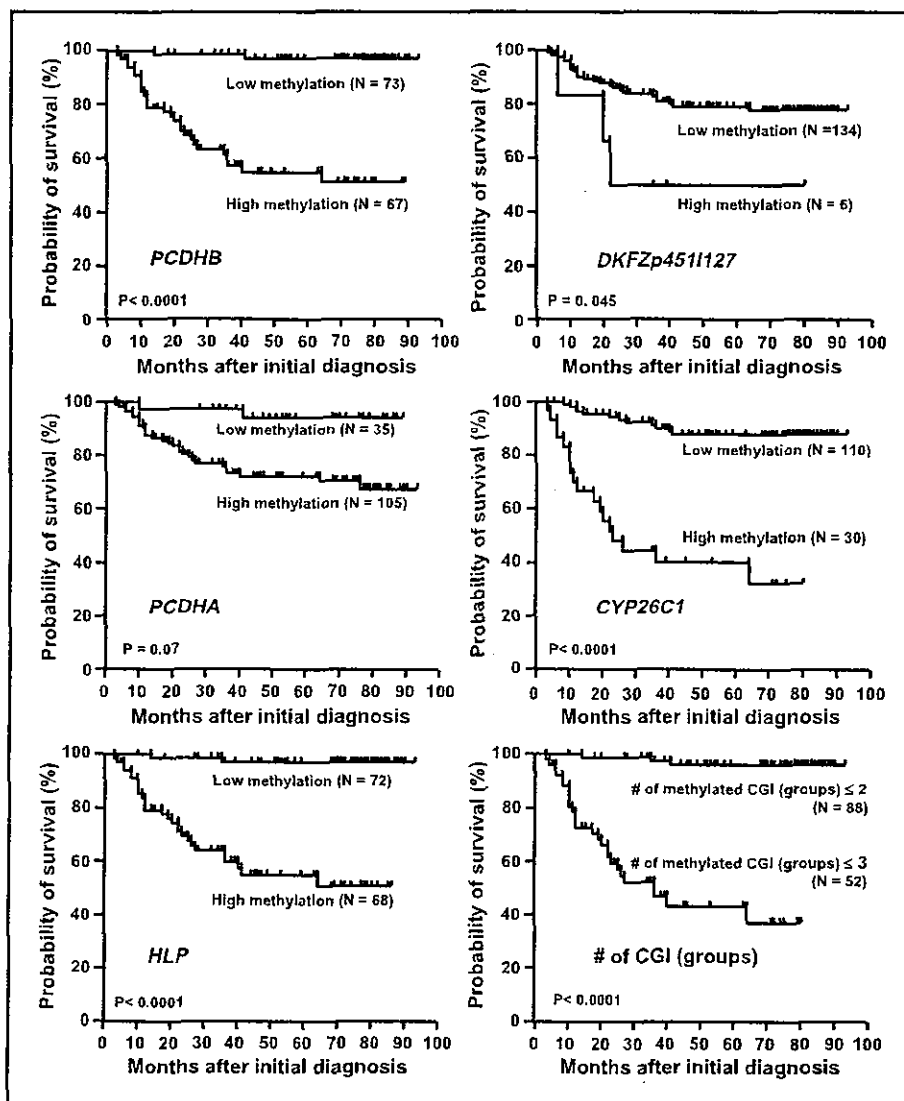 Probability of survival (%)
100
80
60
40
20
0
Low methylation (N = 73)
High methylation (N = 67)
PCDHB
P< 0.0001
0 10 20 30 40 50 60 70 80 90 100
Months after initial diagnosis
Probability of survival (%)
100
80
60
40
20
0
Low methylation (N =134)
High methylation (N = 6)
DKFZp451I127
P = 0.045
0 10 20 30 40 50 60 70 80 90 100
Months after initial diagnosis
Probability of survival (%)
100
80
60
40
20
0
Low methylation (N = 35)
High methylation (N = 105)
PCDHA
P = 0.07
0 10 20 30 40 50 60 70 80 90 100
Months after initial diagnosis
Probability of survival (%)
100
80
60
40
20
0
Low methylation (N = 110)
High methylation (N = 30)
CYP26C1
P< 0.0001
0 10 20 30 40 50 60 70 80 90 100
Months after initial diagnosis
Probability of survival (%)
100
80
60
40
20
0
Low methylation (N = 72)
High methylation (N = 68)
HLP
P< 0.0001
0 10 20 30 40 50 60 70 80 90 100
Months after initial diagnosis
Probability of survival (%)
100
80
60
40
20
0
# of methylated CGI (groups) ≤ 2
(N = 88)
# of methylated CGI (groups) ≤ 3
(N = 52)
# of CGI (groups)
P< 0.0001
0 10 20 30 40 50 60 70 80 90 100
Months after initial diagnosis